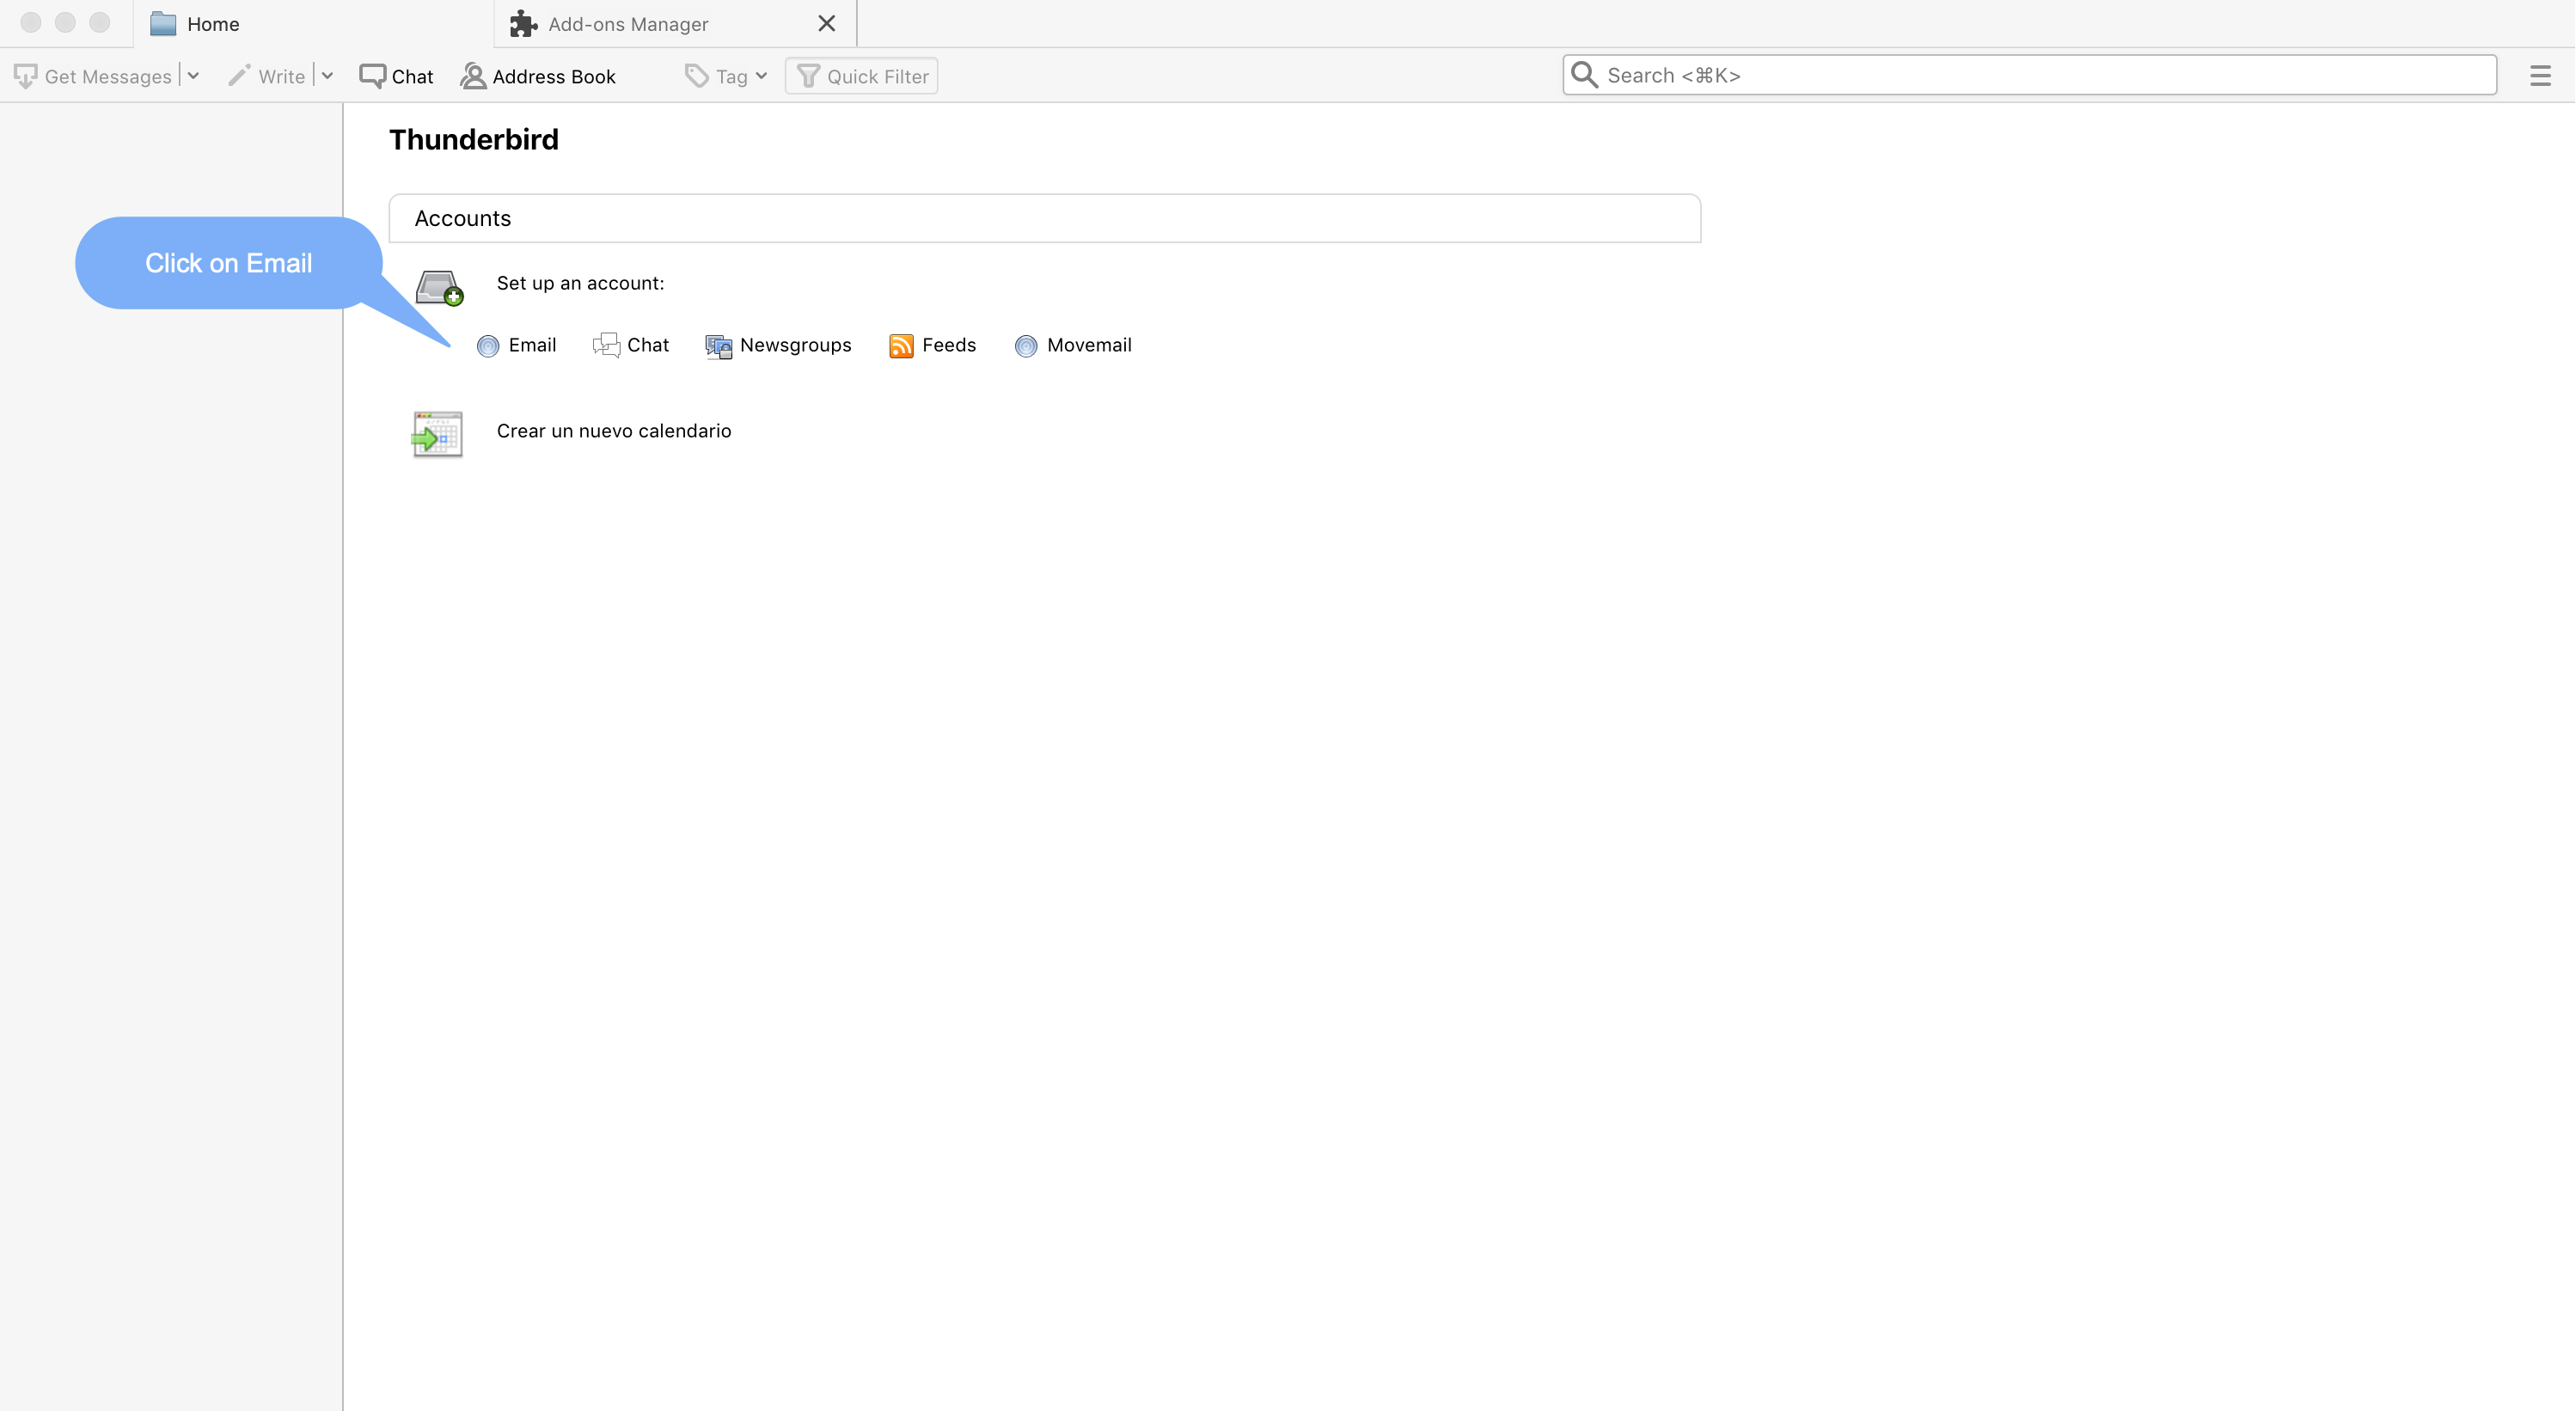 Home
Add-ons Manager
Get Messages
Write
Chat
Address Book
Tag
Quick Filter
Search <⌘K>
Thunderbird
Accounts
Click on Email
Set up an account:
Email
Chat
Newsgroups
Feeds
Movemail
Crear un nuevo calendario